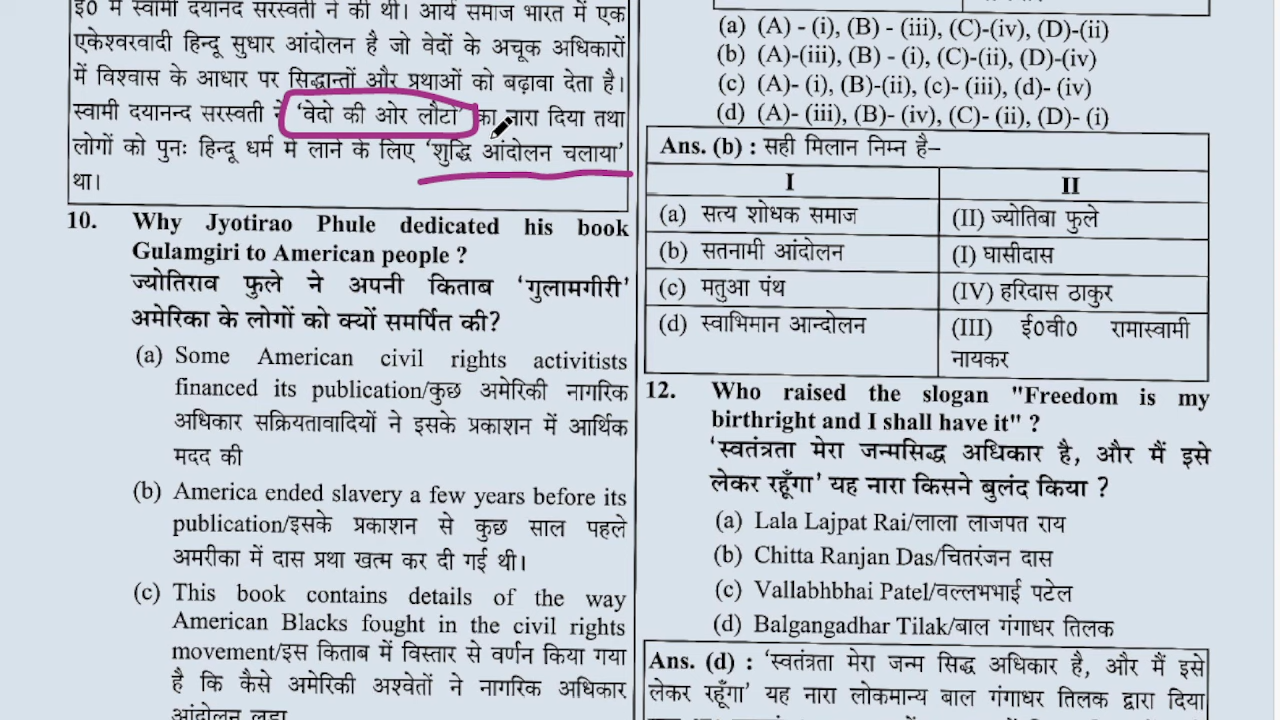 इ० में स्वामी दयानंद सरस्वती ने की थी। आर्य समाज भारत में एक
एकेश्वरवादी हिन्दू सुधार आंदोलन है जो वेदों के अचूक अधिकारों
में विश्वास के आधार पर सिद्धान्तों और प्रथाओं को बढ़ावा देता है।
स्वामी दयानन्द सरस्वती ने 'वेदो की ओर लौटो' का नारा दिया तथा
लोगों को पुनः हिन्दू धर्म में लाने के लिए 'शुद्धि आंदोलन चलाया'
था।
10. Why Jyotirao Phule dedicated his book
Gulamgiri to American people ?
ज्योतिराव फुले ने अपनी किताब 'गुलामगीरी'
अमेरिका के लोगों को क्यों समर्पित की?
(a) Some American civil rights activitists
financed its publication/कुछ अमेरिकी नागरिक
अधिकार सक्रियतावादियों ने इसके प्रकाशन में आर्थिक
मदद की
(b) America ended slavery a few years before its
publication/इसके प्रकाशन से कुछ साल पहले
अमरीका में दास प्रथा खत्म कर दी गई थी।
(c) This book contains details of the way
American Blacks fought in the civil rights
movement/इस किताब में विस्तार से वर्णन किया गया
है कि कैसे अमेरिकी अश्वेतों ने नागरिक अधिकार
आंदोलन लड़ा
(a) (A) - (i), (B) - (iii), (C)-(iv), (D)-(ii)
(b) (A)-(iii), (B) - (i), (C)-(ii), (D)-(iv)
(c) (A)- (i), (B)-(ii), (c)- (iii), (d)- (iv)
(d) (A)- (iii), (B)- (iv), (C)- (ii), (D)- (i)
Ans. (b) : सही मिलान निम्न है–
I II
(a) सत्य शोधक समाज (II) ज्योतिबा फुले
(b) सतनामी आंदोलन (I) घासीदास
(c) मतुआ पंथ (IV) हरिदास ठाकुर
(d) स्वाभिमान आन्दोलन (III) ई०वी० रामास्वामी
नायकर
12. Who raised the slogan "Freedom is my
birthright and I shall have it" ?
'स्वतंत्रता मेरा जन्मसिद्ध अधिकार है, और मैं इसे
लेकर रहूँगा' यह नारा किसने बुलंद किया ?
(a) Lala Lajpat Rai/लाला लाजपत राय
(b) Chitta Ranjan Das/चितरंजन दास
(c) Vallabhbhai Patel/वल्लभभाई पटेल
(d) Balgangadhar Tilak/बाल गंगाधर तिलक
Ans. (d) : 'स्वतंत्रता मेरा जन्म सिद्ध अधिकार है, और मैं इसे
लेकर रहूँगा' यह नारा लोकमान्य बाल गंगाधर तिलक द्वारा दिया